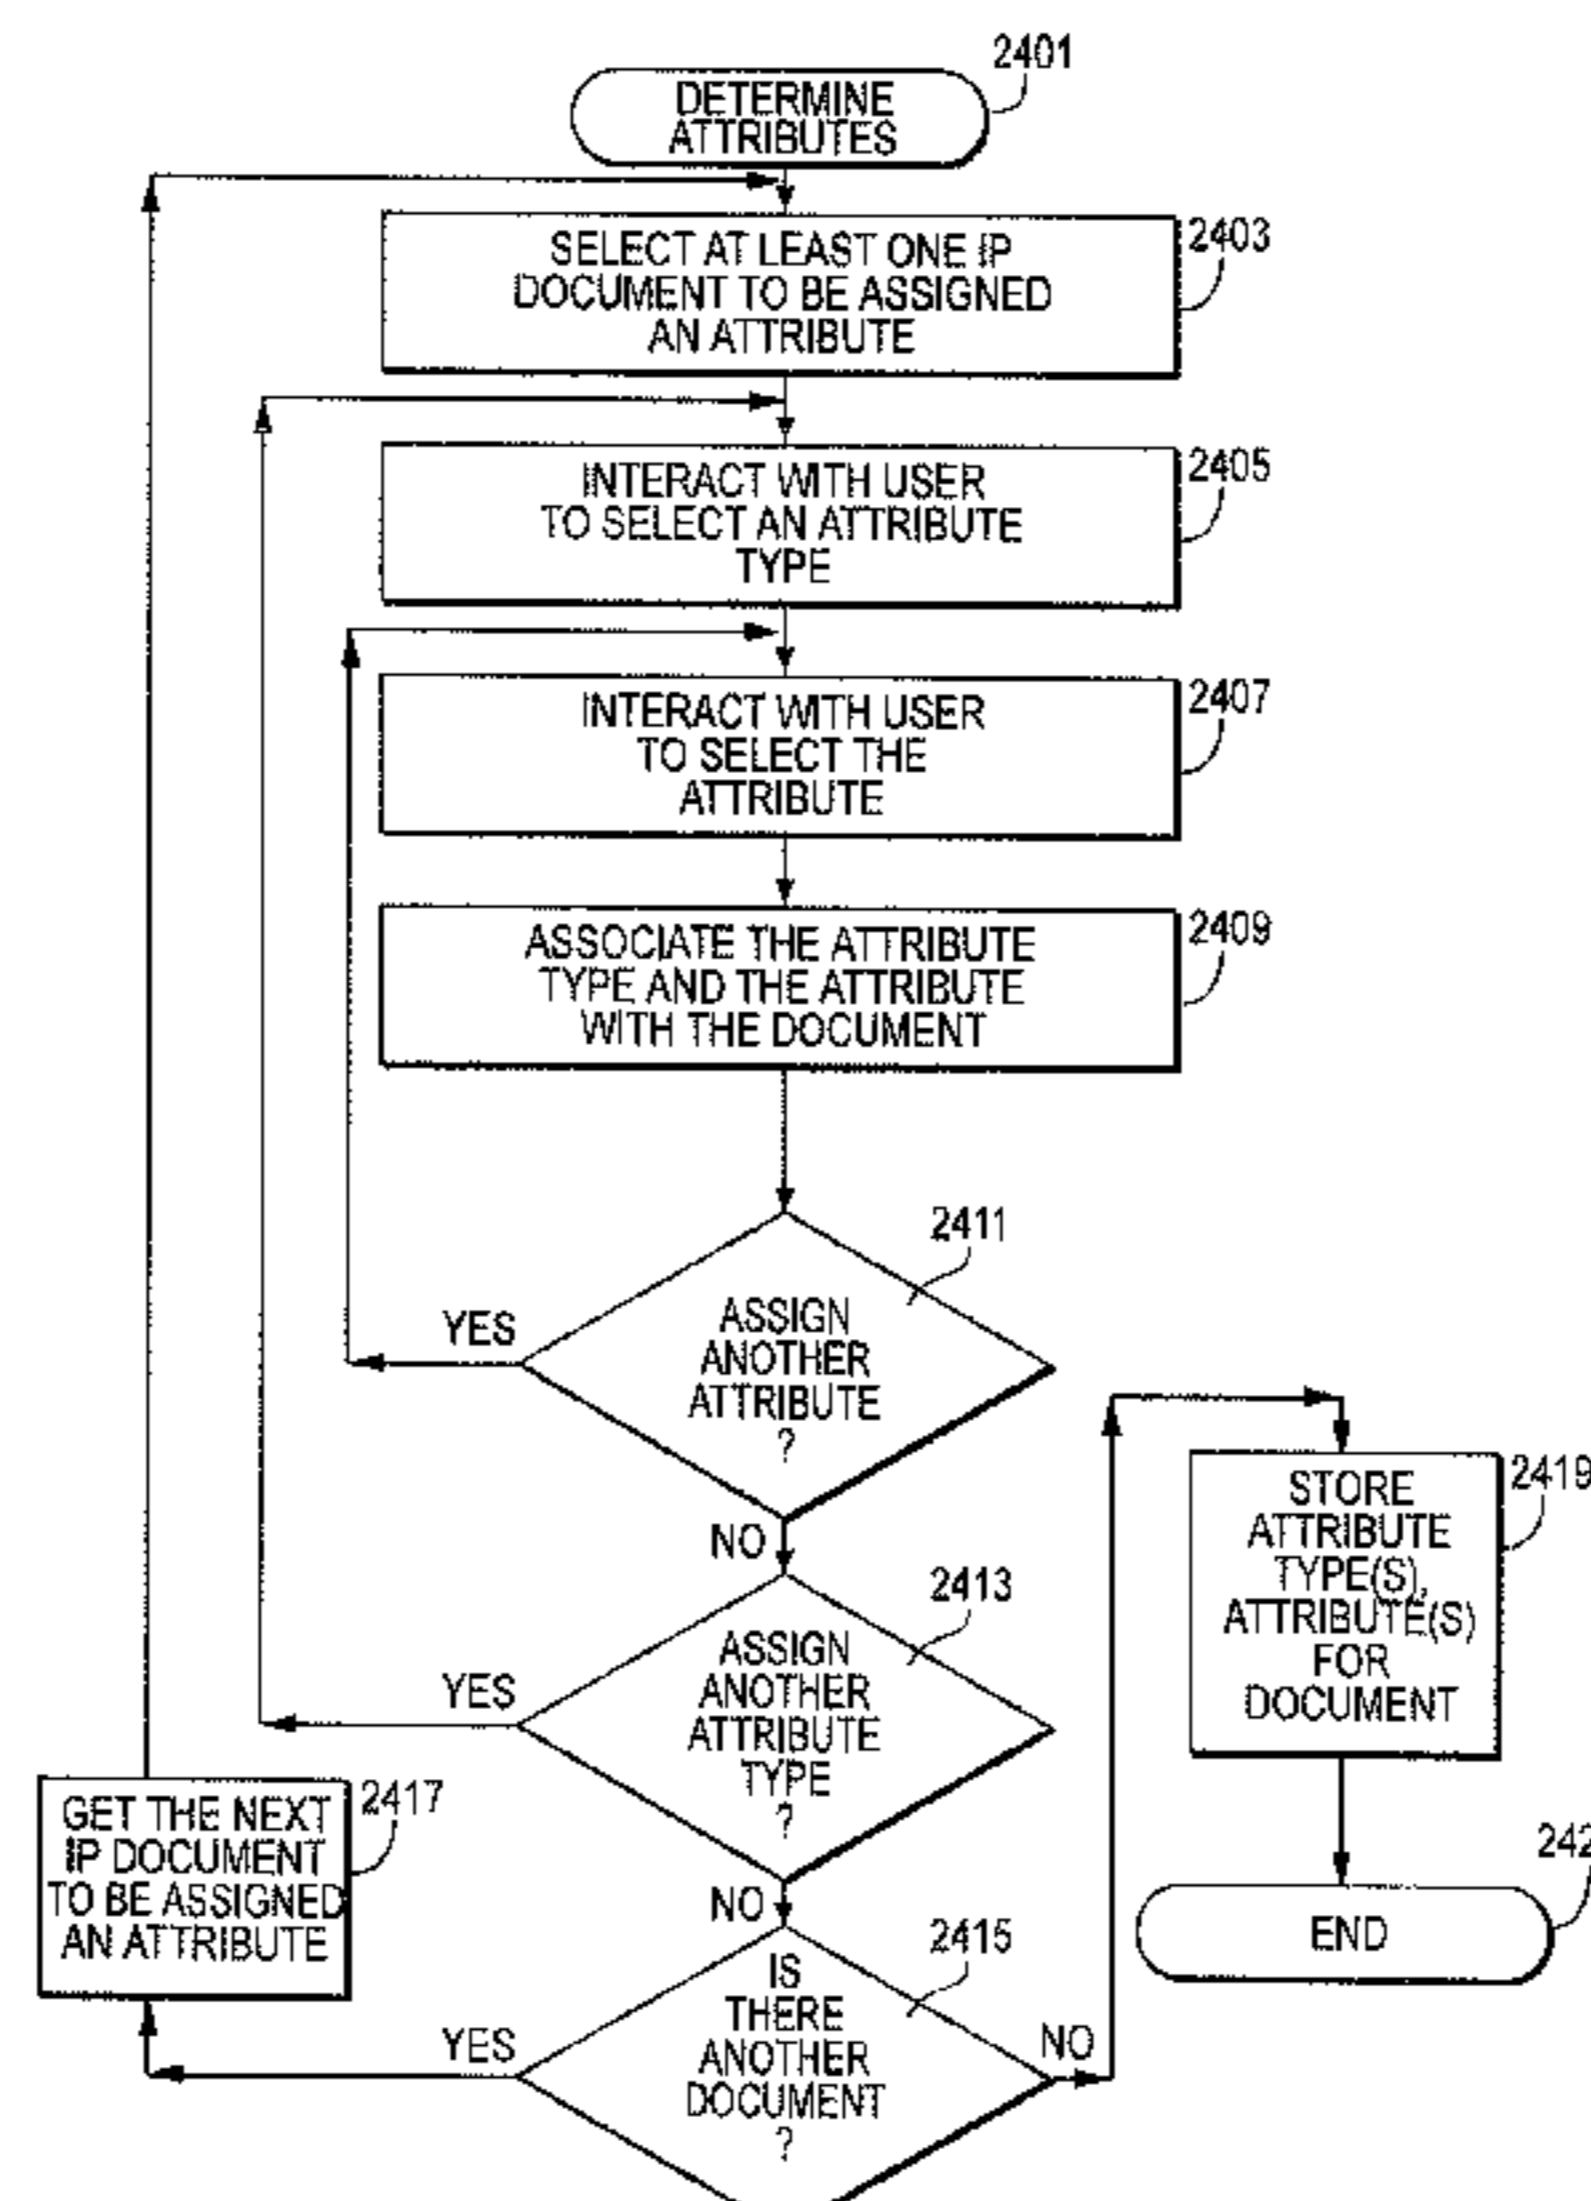 2401
DETERMINE
ATTRIBUTES
2403
SELECT AT LEAST ONE IP
DOCUMENT TO BE ASSIGNED
AN ATTRIBUTE
2405
INTERACT WITH USER
TO SELECT AN ATTRIBUTE
TYPE
2407
INTERACT WITH USER
TO SELECT THE
ATTRIBUTE
2409
ASSOCIATE THE ATTRIBUTE
TYPE AND THE ATTRIBUTE
WITH THE DOCUMENT
2411
YES
ASSIGN
ANOTHER
ATTRIBUTE
?
NO
2413
YES
ASSIGN
ANOTHER
ATTRIBUTE
TYPE
?
NO
2415
YES
IS
THERE
ANOTHER
DOCUMENT
?
NO
2417
GET THE NEXT
IP DOCUMENT
TO BE ASSIGNED
AN ATTRIBUTE
2419
STORE
ATTRIBUTE
TYPE(S),
ATTRIBUTE(S)
FOR
DOCUMENT
242
END